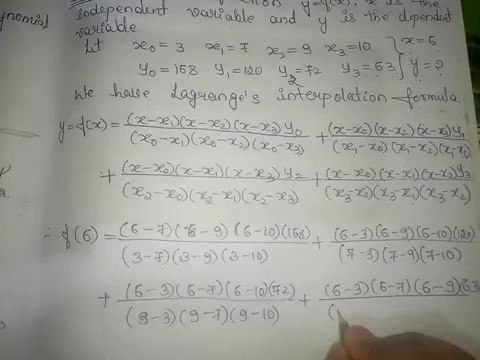 y=f(x), x is the
independent variable and y is the dependent
variable
Let x₀ = 3 x₁ = 7 x₂ = 9 x₃ = 10 } x = 6
y₀ = 168 y₁ = 120 y₂ = 72 y₃ = 63 } y = ?
We have Lagrange's interpolation formula.
y = f(x) = (x-x₁)(x-x₂)(x-x₃)y₀ / (x₀-x₁)(x₀-x₂)(x₀-x₃) + (x-x₀)(x-x₂)(x-x₃)y₁ / (x₁-x₀)(x₁-x₂)(x₁-x₃)
+ (x-x₀)(x-x₁)(x-x₃)y₂ / (x₂-x₀)(x₂-x₁)(x₂-x₃) + (x-x₀)(x-x₁)(x-x₂)y₃ / (x₃-x₀)(x₃-x₁)(x₃-x₂)
∴ f(6) = (6-7)(6-9)(6-10)(168) / (3-7)(3-9)(3-10) + (6-3)(6-9)(6-10)(120) / (7-3)(7-9)(7-10)
+ (6-3)(6-7)(6-10)(72) / (9-3)(9-7)(9-10) + (6-3)(6-7)(6-9)(63 / (